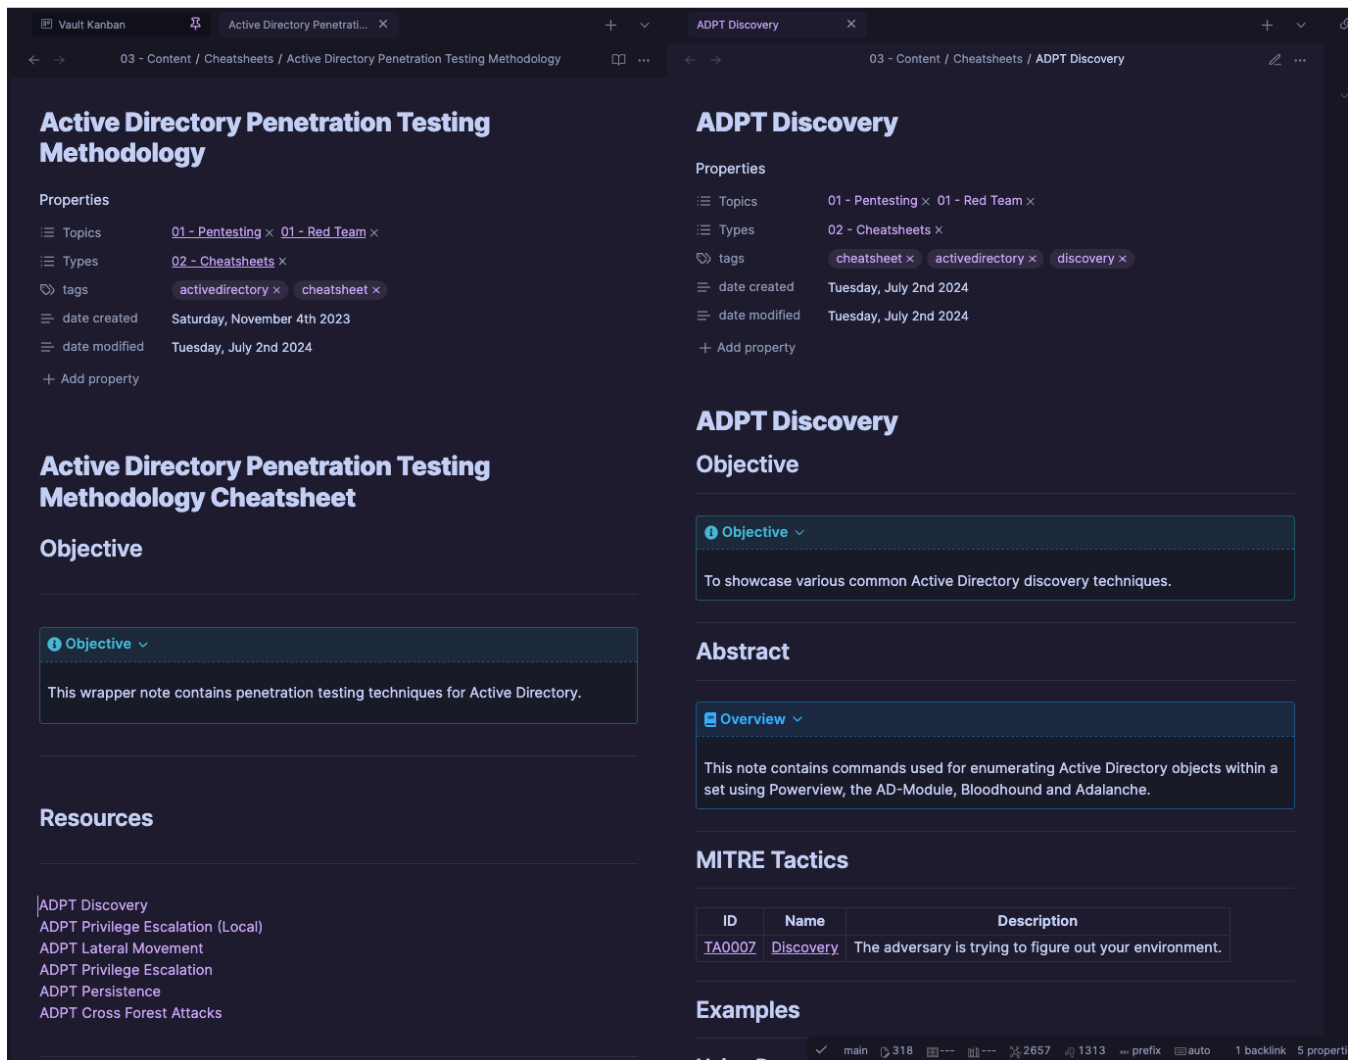 Vault Kanban
Active Directory Penetrati...
03 - Content / Cheatsheets / Active Directory Penetration Testing Methodology
Active Directory Penetration Testing
Methodology
Properties
Topics 01 - Pentesting × 01 - Red Team ×
Types 02 - Cheatsheets ×
tags activedirectory × cheatsheet ×
date created Saturday, November 4th 2023
date modified Tuesday, July 2nd 2024
+ Add property
Active Directory Penetration Testing
Methodology Cheatsheet
Objective
Objective
This wrapper note contains penetration testing techniques for Active Directory.
Resources
ADPT Discovery
ADPT Privilege Escalation (Local)
ADPT Lateral Movement
ADPT Privilege Escalation
ADPT Persistence
ADPT Cross Forest Attacks
ADPT Discovery
03 - Content / Cheatsheets / ADPT Discovery
ADPT Discovery
Properties
Topics 01 - Pentesting × 01 - Red Team ×
Types 02 - Cheatsheets ×
tags cheatsheet × activedirectory × discovery ×
date created Tuesday, July 2nd 2024
date modified Tuesday, July 2nd 2024
+ Add property
ADPT Discovery
Objective
Objective
To showcase various common Active Directory discovery techniques.
Abstract
Overview
This note contains commands used for enumerating Active Directory objects within a
set using Powerview, the AD-Module, Bloodhound and Adalanche.
MITRE Tactics
ID Name Description
TA0007 Discovery The adversary is trying to figure out your environment.
Examples
main 318 --- --- 2657 1313 prefix auto 1 backlink 5 properti